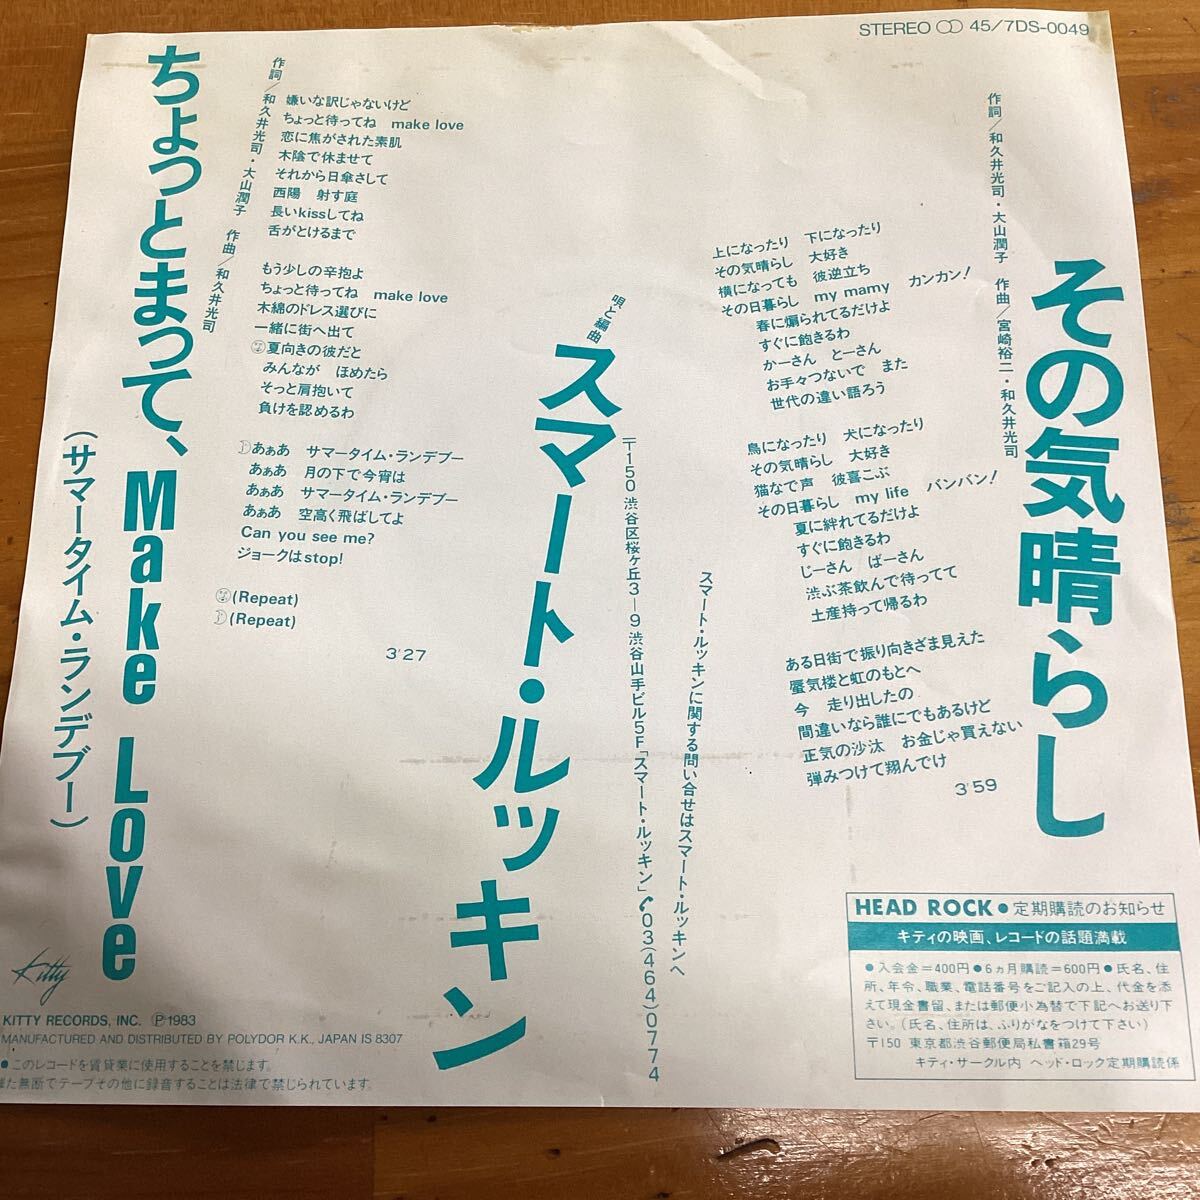 STEREO 45/7DS-0049
その気晴らし
作詞/和久井光司・大山潤子 作曲/宮崎裕二・和久井光司
上になったり 下になったり
その気晴らし 大好き
横になっても 彼逆立ち
その日暮らし my mamy カンカン!
春に煽られてるだけよ
すぐに飽きるわ
かーさん とーさん
お手々つないで また
世代の違い語ろう
鳥になったり 犬になったり
その気晴らし 大好き
猫なで声 彼喜こぶ
その日暮らし my life バンバン!
夏に絆れてるだけよ
すぐに飽きるわ
じーさん ばーさん
渋ぶ茶飲んで待ってて
土産持って帰るわ
ある日街で振り向きざま見えた
蜃気楼と虹のもとへ
今 走り出したの
間違いなら誰にでもあるけど
正気の沙汰 お金じゃ買えない
弾みつけて翔んでけ
3'59
スマート・ルッキンに関する問い合せはスマート・ルッキンへ
〒150 渋谷区桜ヶ丘3-9 渋谷山手ビル5F「スマート・ルッキン」 03(464)0774
唄と編曲
スマート・ルッキン
ちょっとまって、Make Love
(サマータイム・ランデブー)
作詞/和久井光司・大山潤子 作曲/和久井光司
嫌いな訳じゃないけど
ちょっと待ってね make love
恋に焦がされた素肌
木陰で休ませて
それから日傘さして
西陽 射す庭
長いkissしてね
舌がとけるまで
もう少しの辛抱よ
ちょっと待ってね make love
木綿のドレス選びに
一緒に街へ出て
夏向きの彼だと
みんなが ほめたら
そっと肩抱いて
負けを認めるわ
あぁあ サマータイム・ランデブー
あぁあ 月の下で今宵は
あぁあ サマータイム・ランデブー
あぁあ 空高く飛ばしてよ
Can you see me?
ジョークはstop!
(Repeat)
(Repeat)
3'27
Kitty
KITTY RECORDS, INC. Ⓟ1983
MANUFACTURED AND DISTRIBUTED BY POLYDOR K.K., JAPAN IS 8307
●このレコードを賃貸業に使用することを禁じます。
また無断でテープその他に録音することは法律で禁じられています。
HEAD ROCK●定期購読のお知らせ
キティの映画、レコードの話題満載
●入会金=400円●6ヵ月購読=600円●氏名、住
所、年令、職業、電話番号をご記入の上、代金を添
えて現金書留、または郵便小為替で下記へお送り下
さい。(氏名、住所は、ふりがなをつけて下さい)
〒150 東京都渋谷郵便局私書箱29号
キティ・サークル内 ヘッド・ロック定期購読係